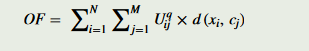 OF = ∑_{i=1}^{N} ∑_{j=1}^{M} U_{ij}^{q} × d (x_i, c_j)